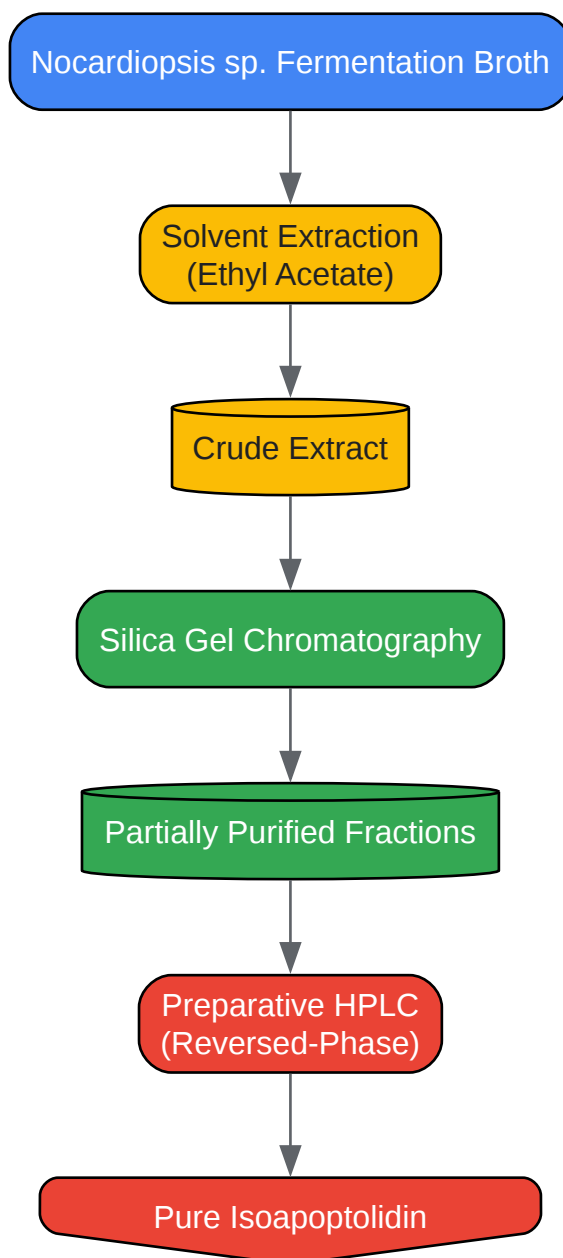 Nocardiopsis sp. Fermentation Broth
Solvent Extraction
(Ethyl Acetate)
Crude Extract
Silica Gel Chromatography
Partially Purified Fractions
Preparative HPLC
(Reversed-Phase)
Pure Isoapoptolidin